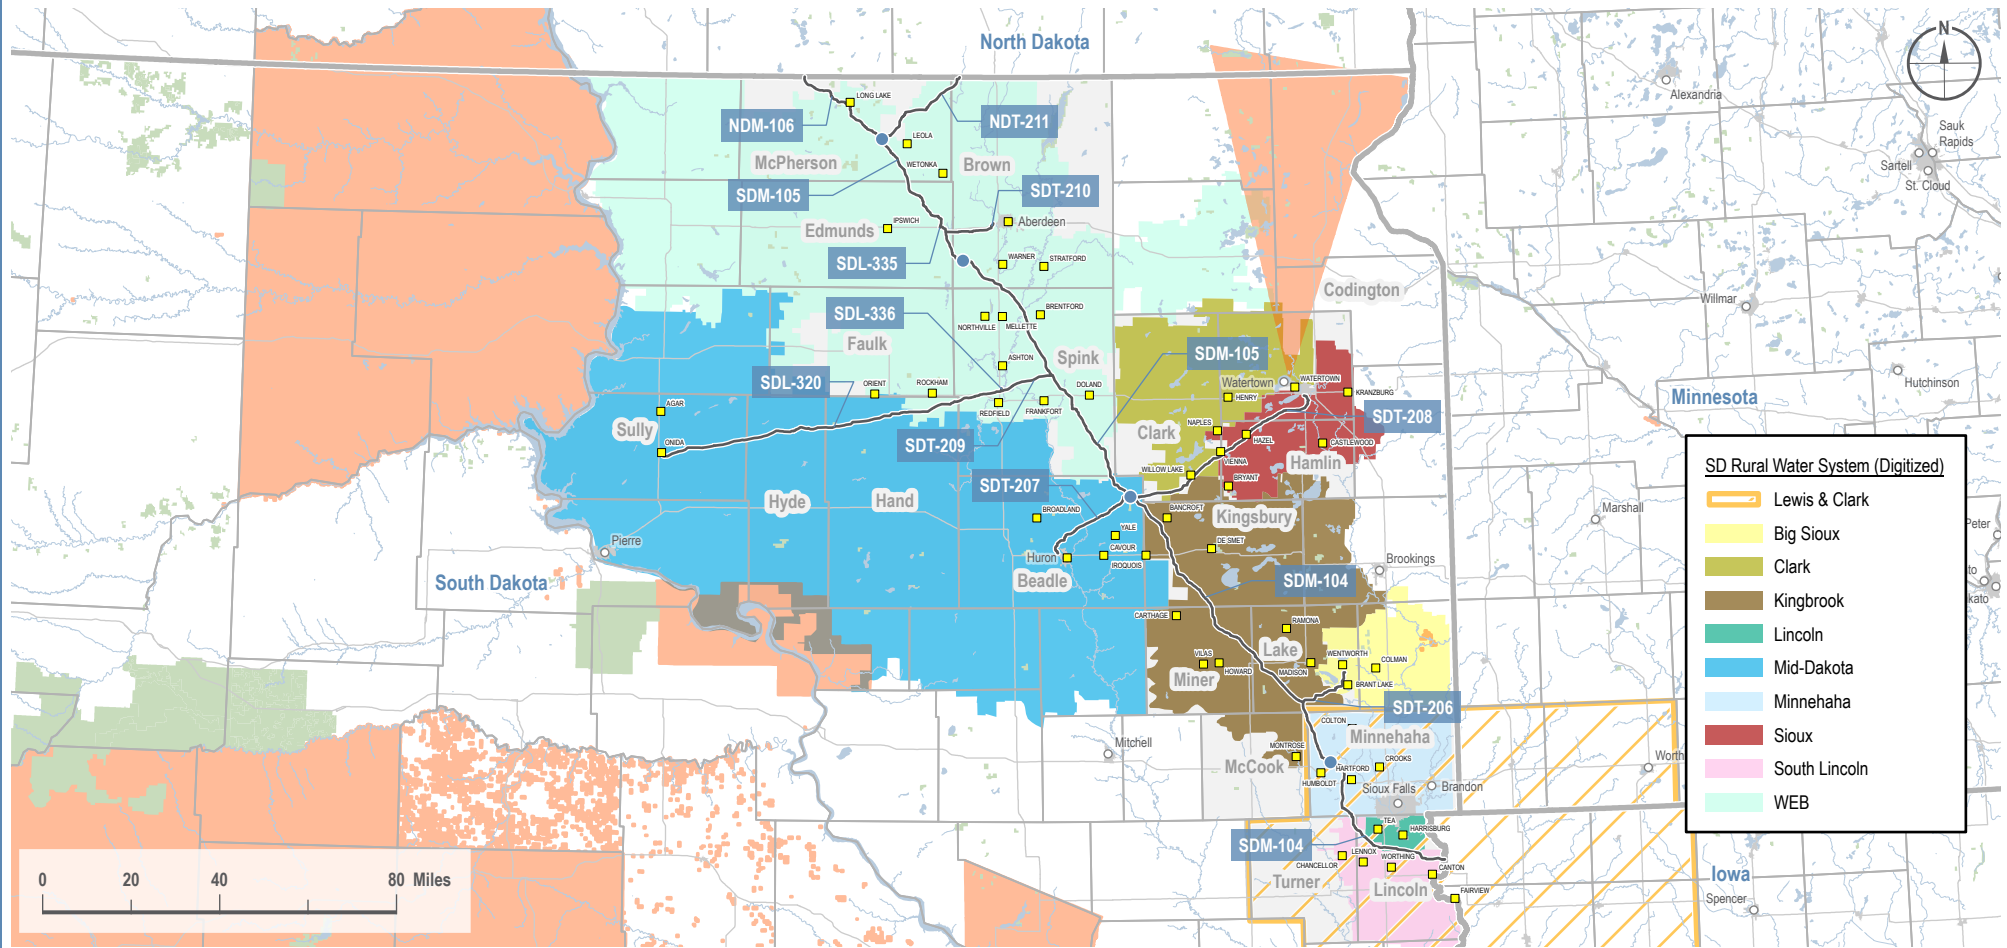 North Dakota
N
Alexandria
LONG LAKE
NDM-106
NDT-211
Sauk
Rapids
LEOLA
McPherson
WETONKA
Brown
Sartell
St. Cloud
SDM-105
SDT-210
IPSWICH
Aberdeen
Edmunds
SDL-335
WARNER
STRATFORD
Codington
Willmar
SDL-336
BRENTFORD
NORTHVILLE
MELLETTE
Faulk
Spink
SDM-105
ASHTON
SDL-320
ORIENT
ROCKHAM
DOLAND
Watertown
WATERTOWN
HENRY
KRANZBURG
Hutchinson
Minnesota
AGAR
REDFIELD
FRANKFORT
SDT-208
Sully
ONIDA
SDT-209
Clark
NAPLES
HAZEL
CASTLEWOOD
VIENNA
Hamlin
WILLOW LAKE
BRYANT
SDT-207
Hyde
Hand
BROADLAND
BANCROFT
Kingsbury
Marshall
Peter
YALE
Pierre
Huron
CAVOUR
IROQUOIS
DE SMET
Brookings
South Dakota
Beadle
SDM-104
to
kato
CARTHAGE
RAMONA
Lake
VILAS
HOWARD
MADISON
WENTWORTH
COLMAN
Miner
BRANT LAKE
SDT-206
COLTON
Minnehaha
Mitchell
MONTROSE
McCook
CROOKS
HUMBOLDT
HARTFORD
Sioux Falls
Brandon
Worth
TEA
HARRISBURG
SDM-104
CHANCELLOR
LENNOX
WORTHING
CANTON
Turner
Lincoln
FAIRVIEW
Iowa
Spencer
SD Rural Water System (Digitized)
Lewis & Clark
Big Sioux
Clark
Kingbrook
Lincoln
Mid-Dakota
Minnehaha
Sioux
South Lincoln
WEB
0 20 40 80 Miles